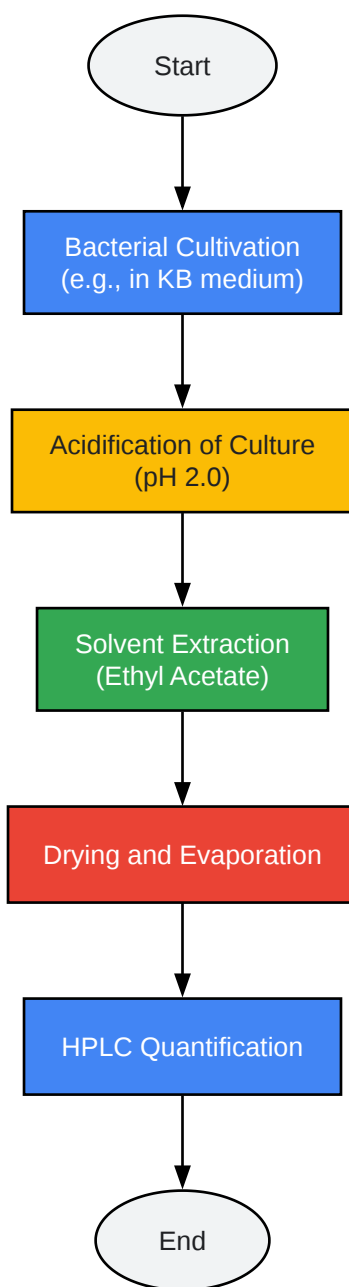 Start
Bacterial Cultivation
(e.g., in KB medium)
Acidification of Culture
(pH 2.0)
Solvent Extraction
(Ethyl Acetate)
Drying and Evaporation
HPLC Quantification
End